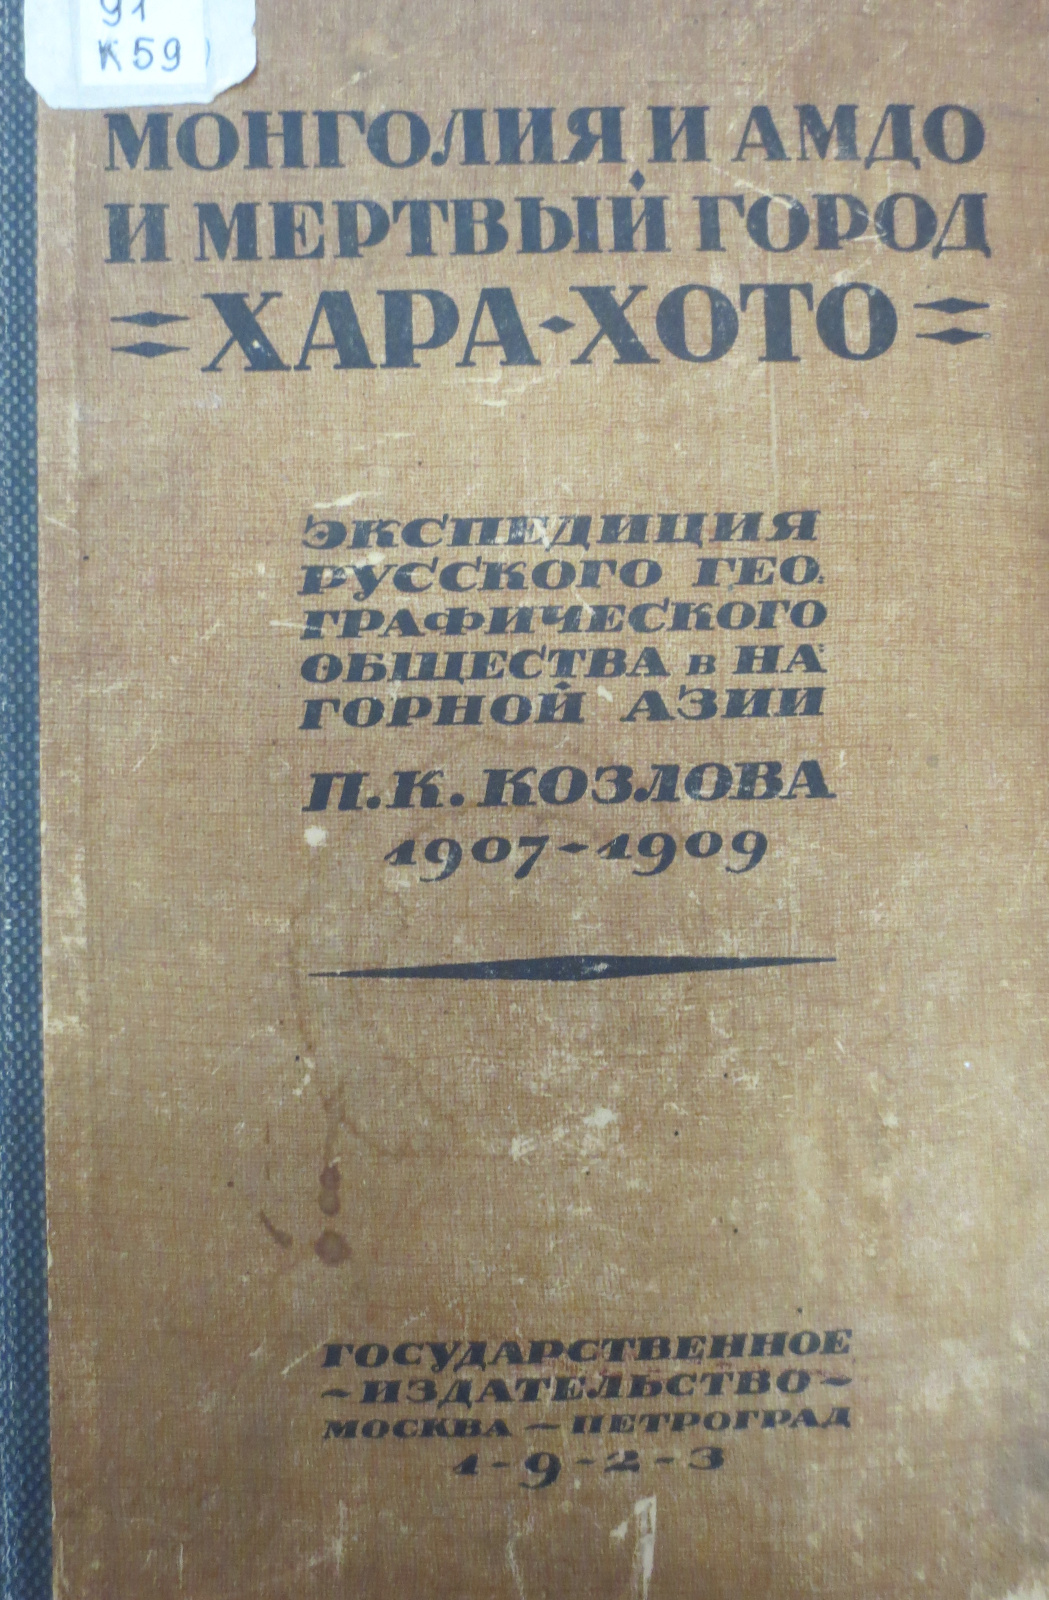 91
К59
МОНГОЛИЯ И АМДО
И МЕРТВЫЙ ГОРОД
ХАРА-ХОТО
ЭКСПЕДИЦИЯ
РУССКОГО ГЕО-
ГРАФИЧЕСКОГО
ОБЩЕСТВА в НА-
ГОРНОЙ АЗИИ
П. К. КОЗЛОВА
1907-1909
ГОСУДАРСТВЕННОЕ
-ИЗДАТЕЛЬСТВО-
МОСКВА - ПЕТРОГРАД
1-9-2-3